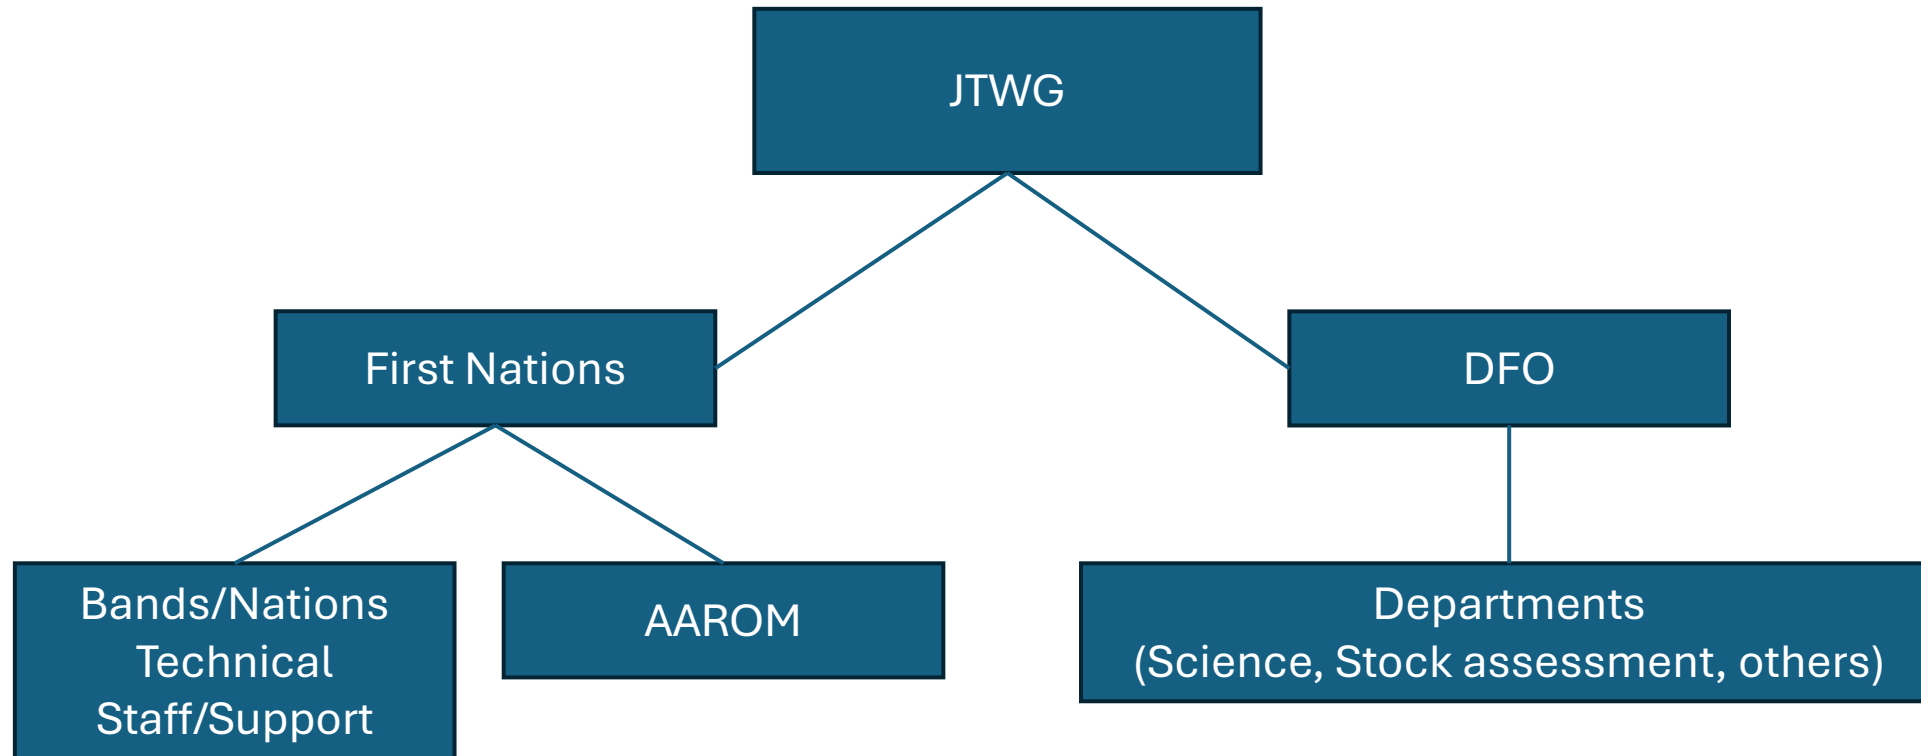 JTWG
First Nations
DFO
Bands/Nations
Technical
Staff/Support
AAROM
Departments
(Science, Stock assessment, others)